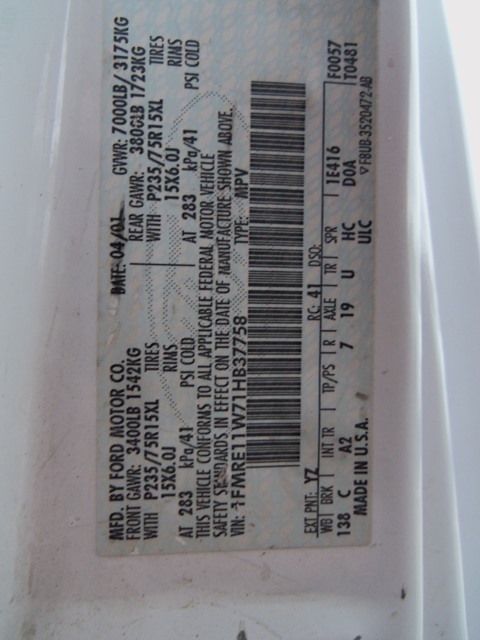 MFD. BY FORD MOTOR CO. DATE: 04/01 GVWR: 7000LB/ 3175KG
FRONT GAWR: 3400LB 1542KG REAR GAWR: 3806LB 1723KG
WITH P235/75R15XL TIRES WITH P235/75R15XL TIRES
15X6.0J RIMS 15X6.0J RIMS
AT 283 kPa/41 PSI COLD AT 283 kPa/41 PSI COLD
THIS VEHICLE CONFORMS TO ALL APPLICABLE FEDERAL MOTOR VEHICLE
SAFETY STANDARDS IN EFFECT ON THE DATE OF MANUFACTURE SHOWN ABOVE.
VIN: 1FMRE11W71HB37758 TYPE: MPV
EXT PNT: YZ RC: 41 DSO: F0057
WB BRK INT TR TP/PS R AXLE TR SPR 1E416 T0481
138 C A2 7 19 U HC D0A
MADE IN U.S.A. ULC ▽F8UB-3520472-AB